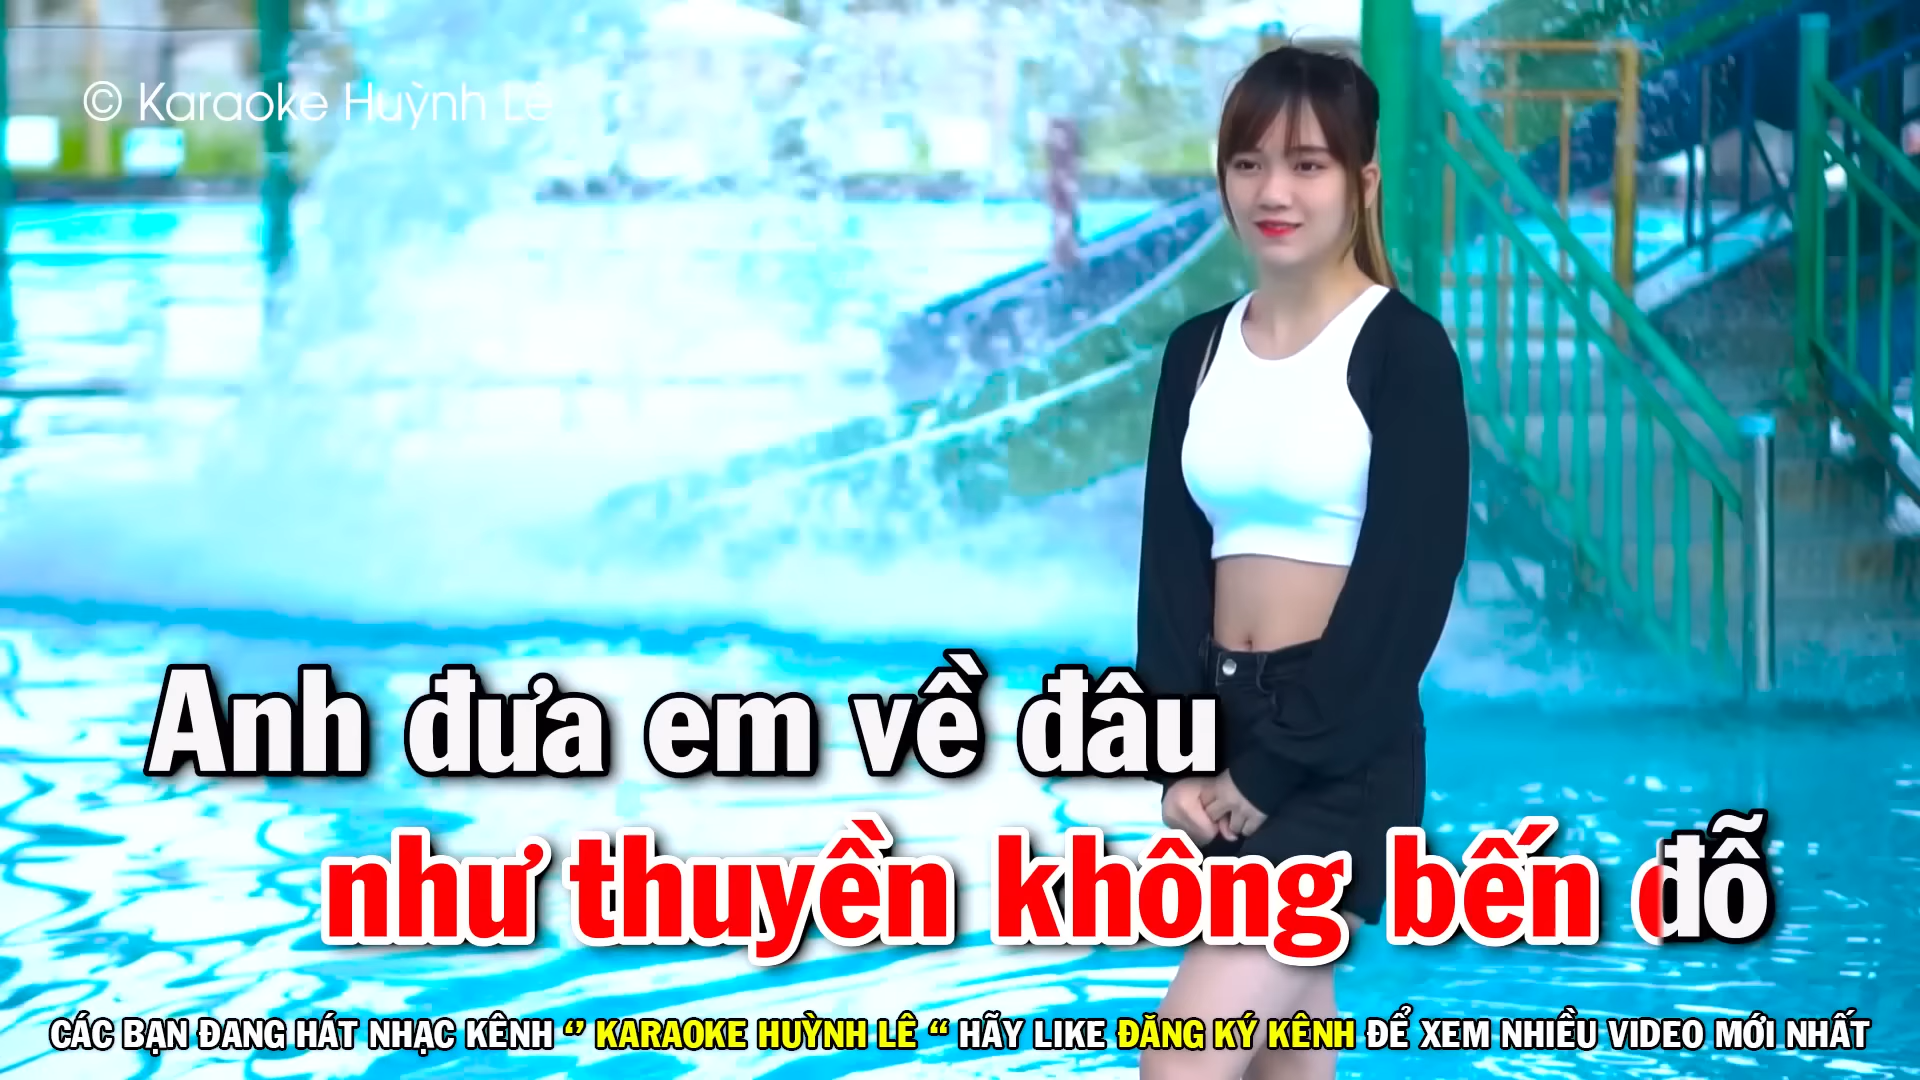 © Karaoke Huỳnh Lê
Anh đưa em về đâu
như thuyền không bến đỗ
CÁC BẠN ĐANG HÁT NHẠC KÊNH “ KARAOKE HUỲNH LÊ “ HÃY LIKE ĐĂNG KÝ KÊNH ĐỂ XEM NHIỀU VIDEO MỚI NHẤT